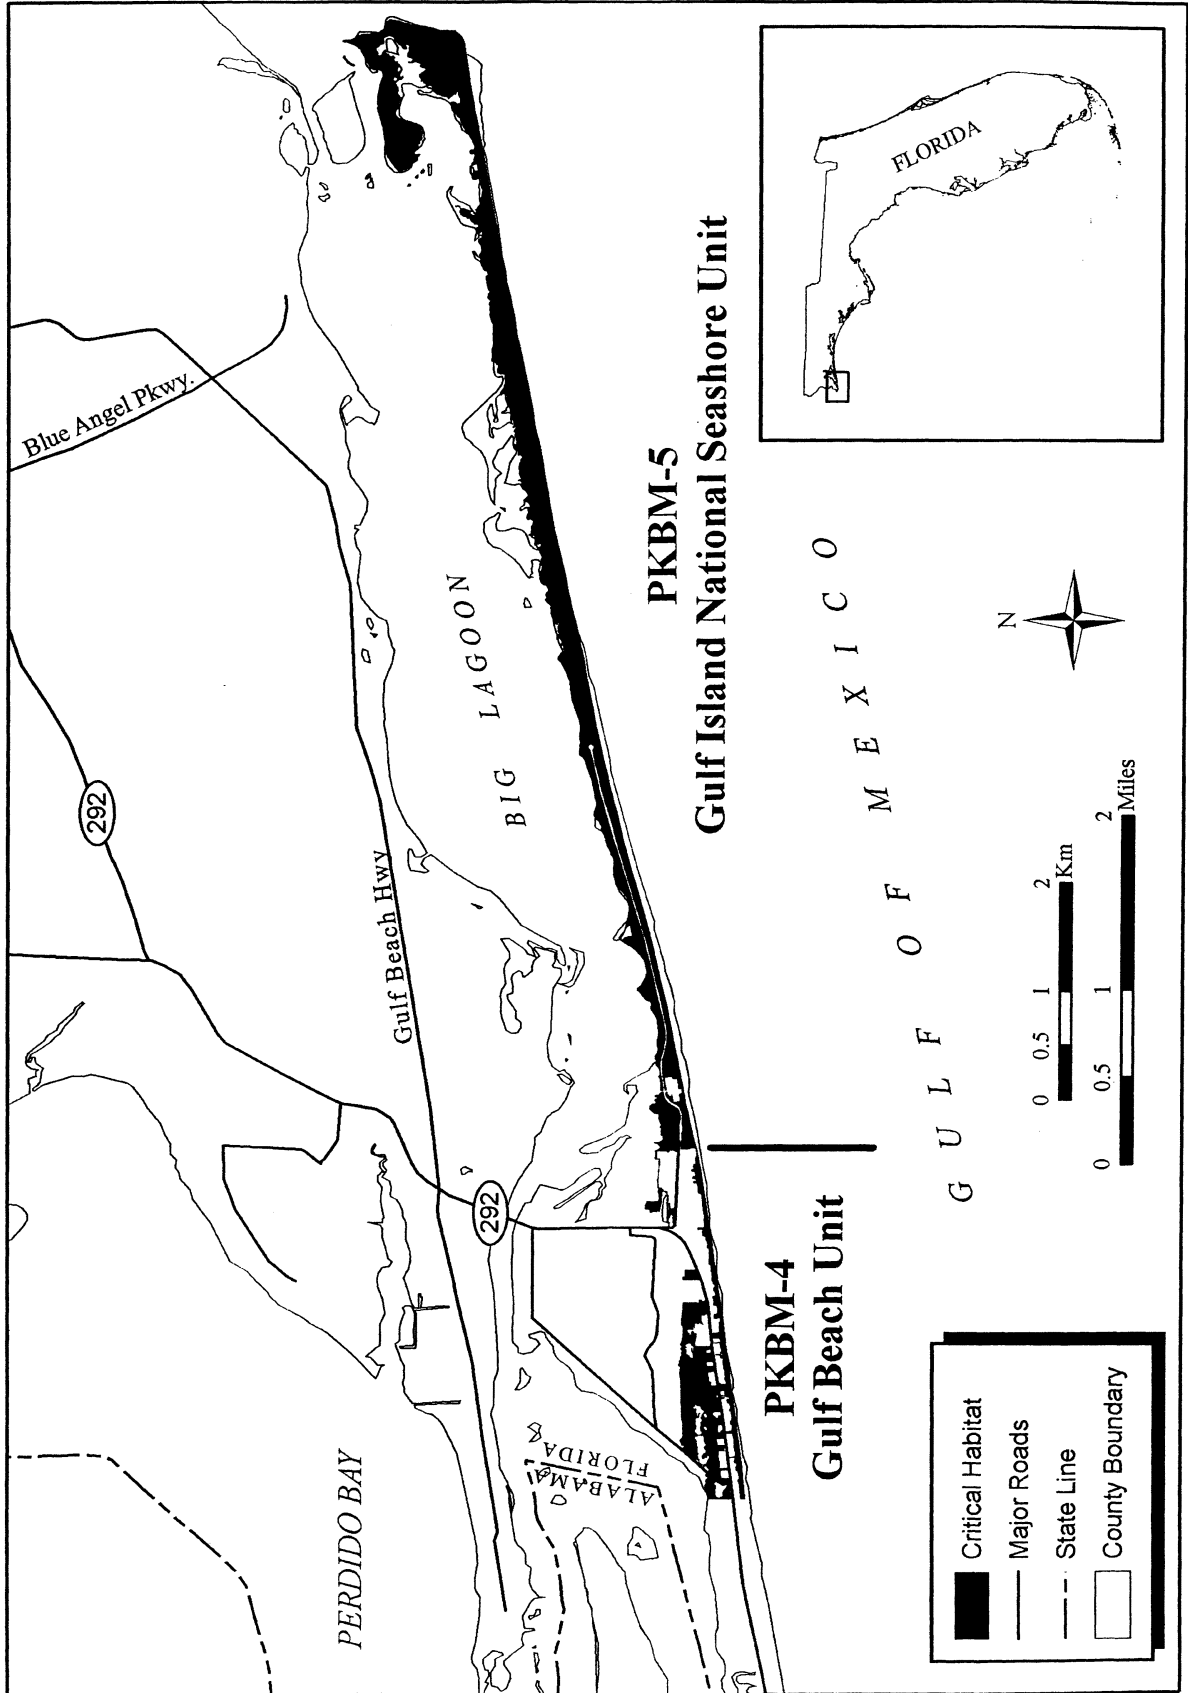 Blue Angel Pkwy.
292
Gulf Beach Hwy
BIG LAGOON
292
PERDIDO BAY
ALABAMA
FLORIDA
PKBM-5
Gulf Island National Seashore Unit
PKBM-4
Gulf Beach Unit
GULF OF MEXICO
FLORIDA
N
0 0.5 1 2
Km
0 0.5 1 2
Miles
Critical Habitat
Major Roads
State Line
County Boundary